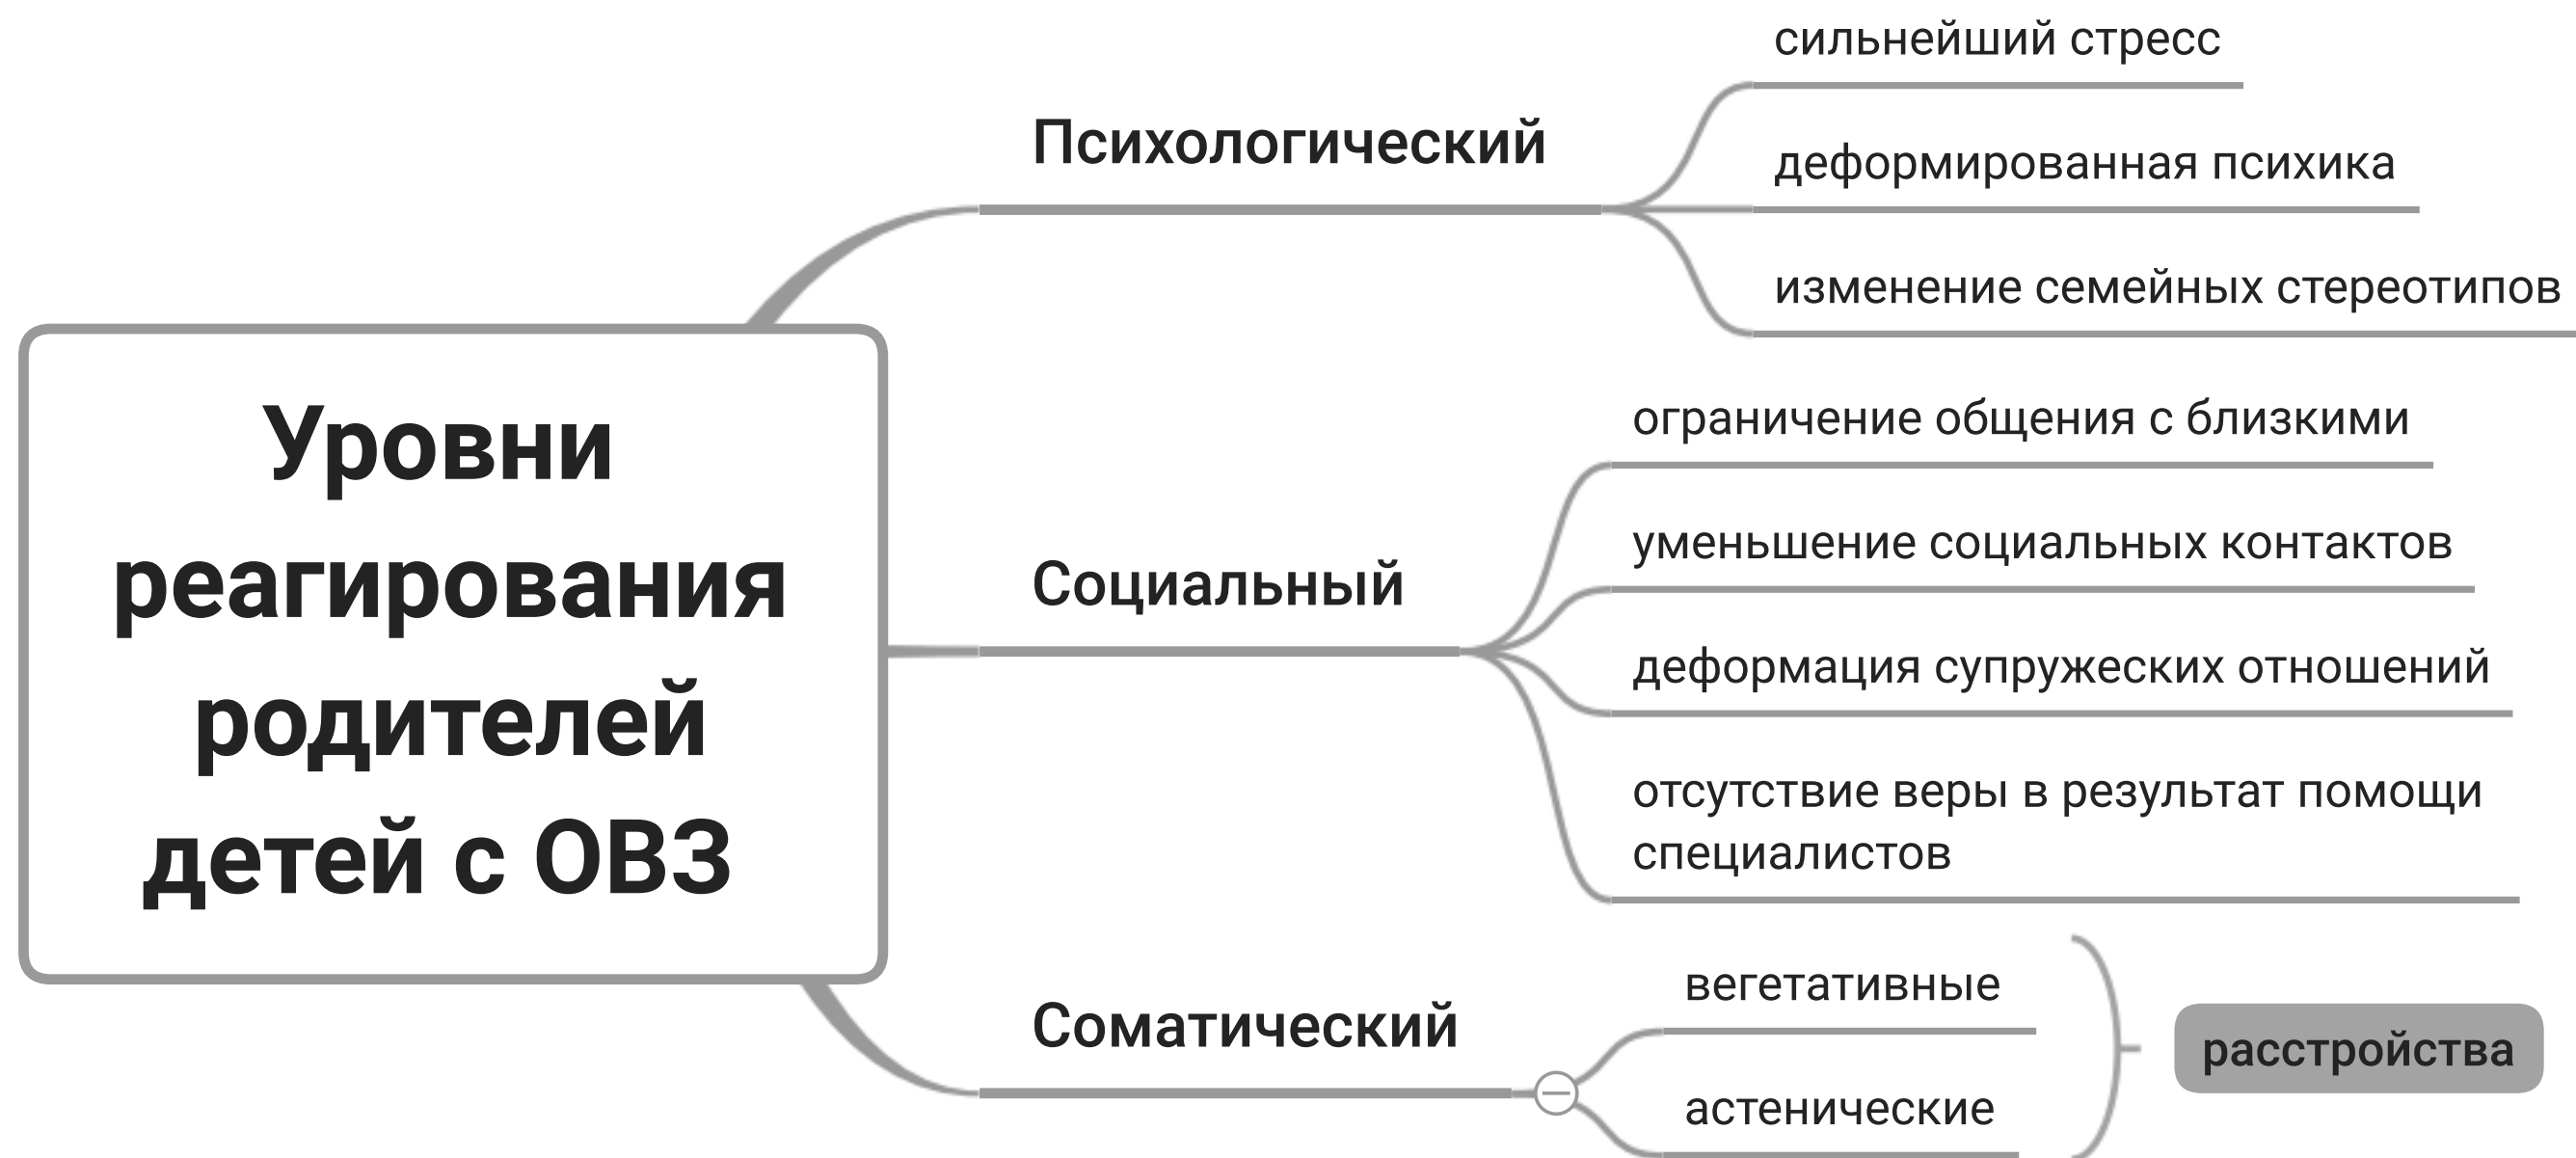 Уровни
реагирования
родителей
детей с ОВЗ
Психологический
сильнейший стресс
деформированная психика
изменение семейных стереотипов
Социальный
ограничение общения с близкими
уменьшение социальных контактов
деформация супружеских отношений
отсутствие веры в результат помощи
специалистов
Соматический
вегетативные
астенические
расстройства